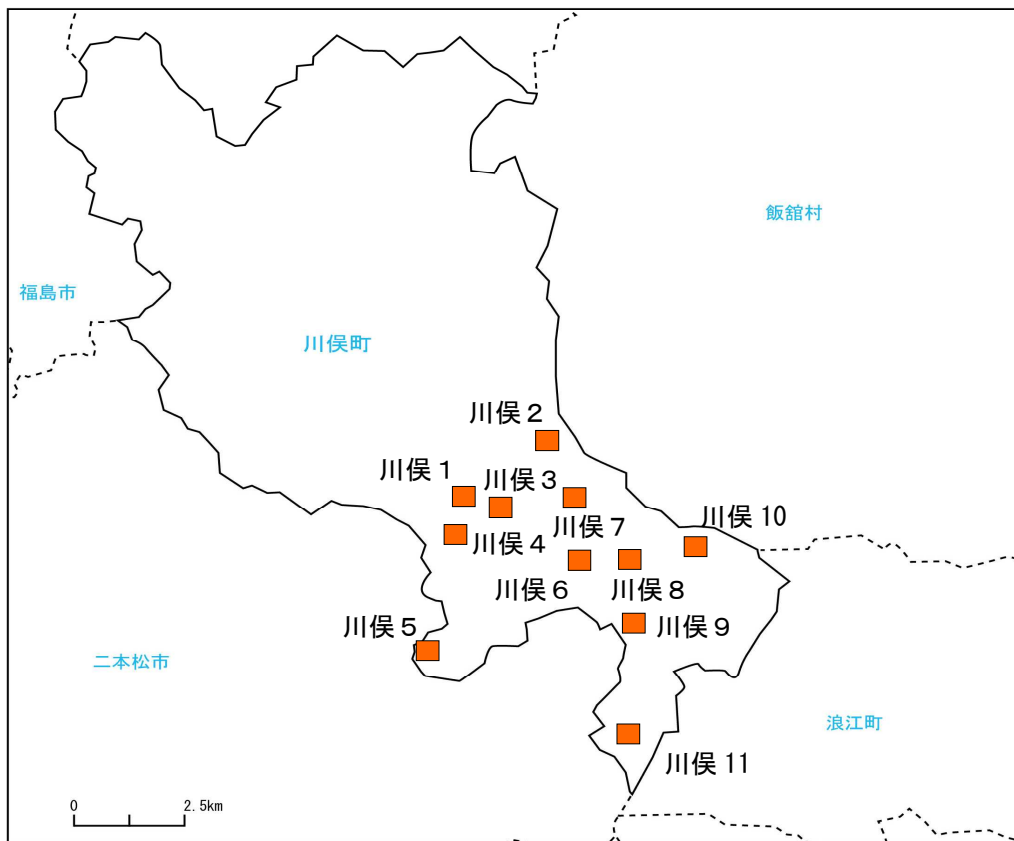 飯舘村
福島市
川俣町
川俣２
川俣１
川俣３
川俣10
川俣７
川俣４
川俣６
川俣８
川俣５
川俣９
二本松市
浪江町
川俣11
0 2.5km